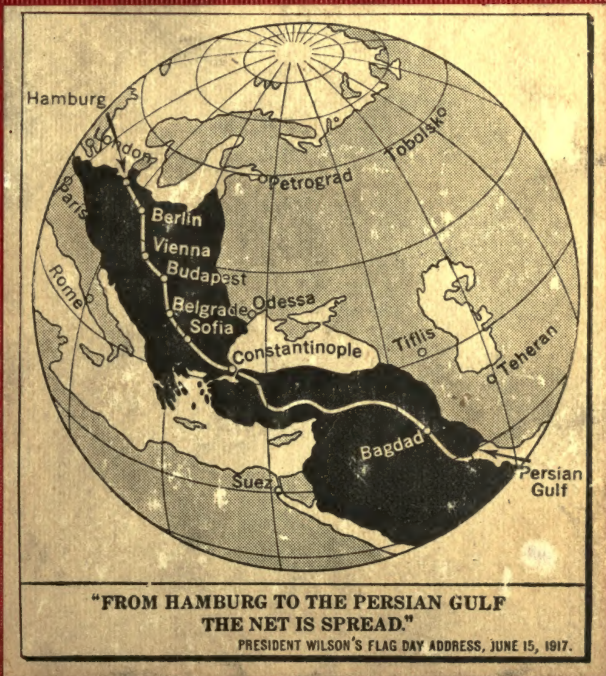 Hamburg
London
Paris
Berlin
Vienna
Budapest
Belgrade
Sofia
Rome
Petrograd
Tobolsk
Odessa
Constantinople
Tiflis
Teheran
Bagdad
Suez
Persian
Gulf
"FROM HAMBURG TO THE PERSIAN GULF
THE NET IS SPREAD."
PRESIDENT WILSON'S FLAG DAY ADDRESS, JUNE 15, 1917.